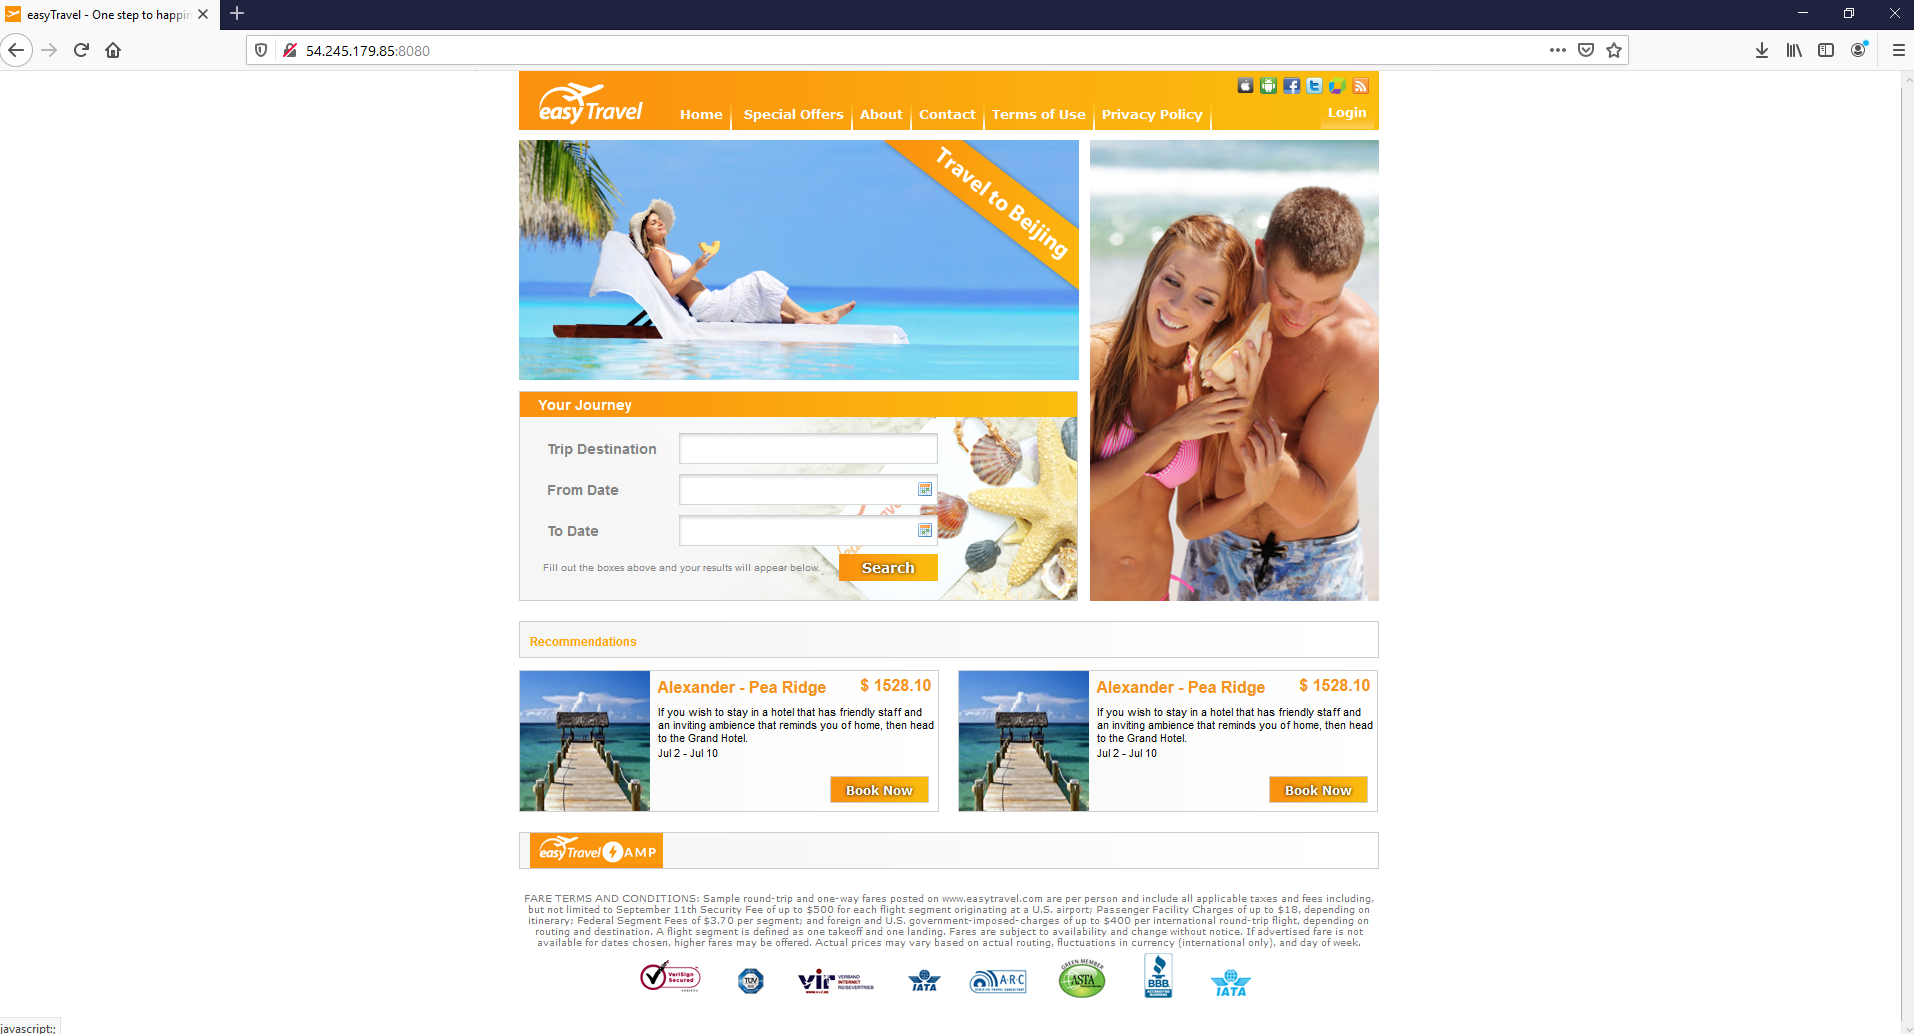 easyTravel - One step to happin
54.245.179.85:8080
easyTravel
Home
Special Offers
About
Contact
Terms of Use
Privacy Policy
Login
Travel to Beijing
Your Journey
Trip Destination
From Date
To Date
Fill out the boxes above and your results will appear below.
Search
Recommendations
Alexander - Pea Ridge
$ 1528.10
If you wish to stay in a hotel that has friendly staff and
an inviting ambience that reminds you of home, then head
to the Grand Hotel.
Jul 2 - Jul 10
Book Now
Alexander - Pea Ridge
$ 1528.10
If you wish to stay in a hotel that has friendly staff and
an inviting ambience that reminds you of home, then head
to the Grand Hotel.
Jul 2 - Jul 10
Book Now
easyTravel AMP
FARE TERMS AND CONDITIONS: Sample round-trip and one-way fares posted on www.easytravel.com are per person and include all applicable taxes and fees including,
but not limited to September 11th Security Fee of up to $500 for each flight segment originating at a U.S. airport; Passenger Facility Charges of up to $18, depending on
itinerary; Federal Segment Fees of $3.70 per segment; and foreign and U.S. government-imposed-charges of up to $400 per international round-trip flight, depending on
routing and destination. A flight segment is defined as one takeoff and one landing. Fares are subject to availability and change without notice. If advertised fare is not
available for dates chosen, higher fares may be offered. Actual prices may vary based on actual routing, fluctuations in currency (international only), and day of week.
VeriSign
Secured
TÜV
vir
VERBAND
INTERNET
REISEVERTRIEB
IATA
A·R·C
GREEN MEMBER
ASTA
BBB
ACCREDITED
BUSINESS
IATA
javascript:;